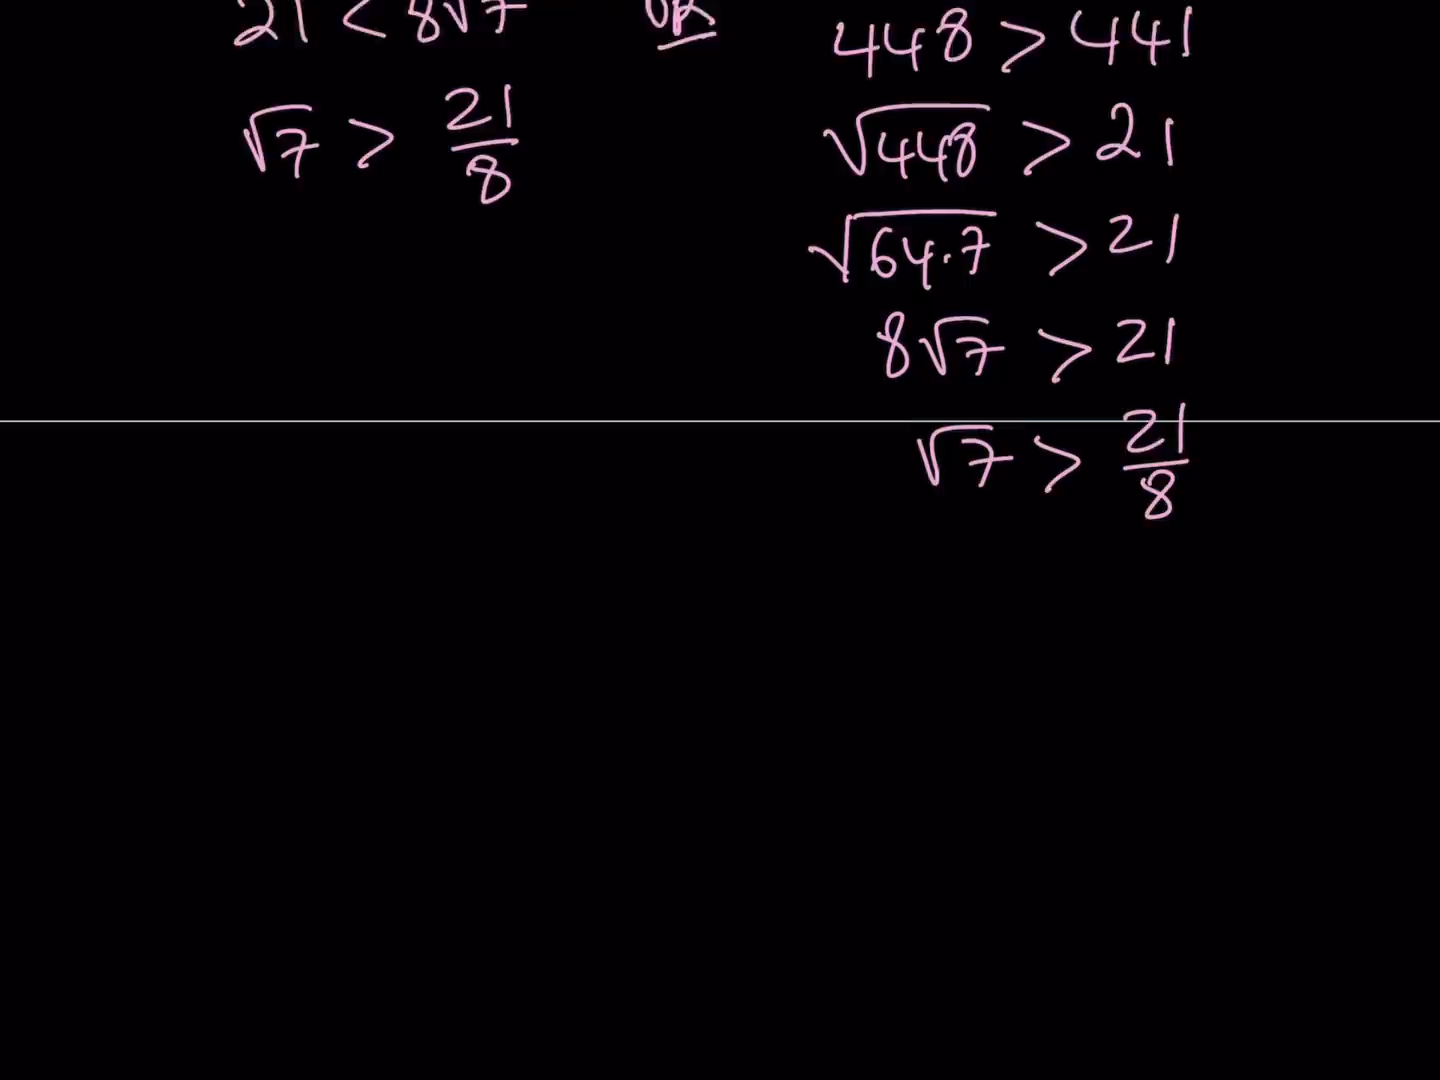 21 < 8√7 OR
√7 > 21/8
448 > 441
√448 > 21
√64·7 > 21
8√7 > 21
√7 > 21/8